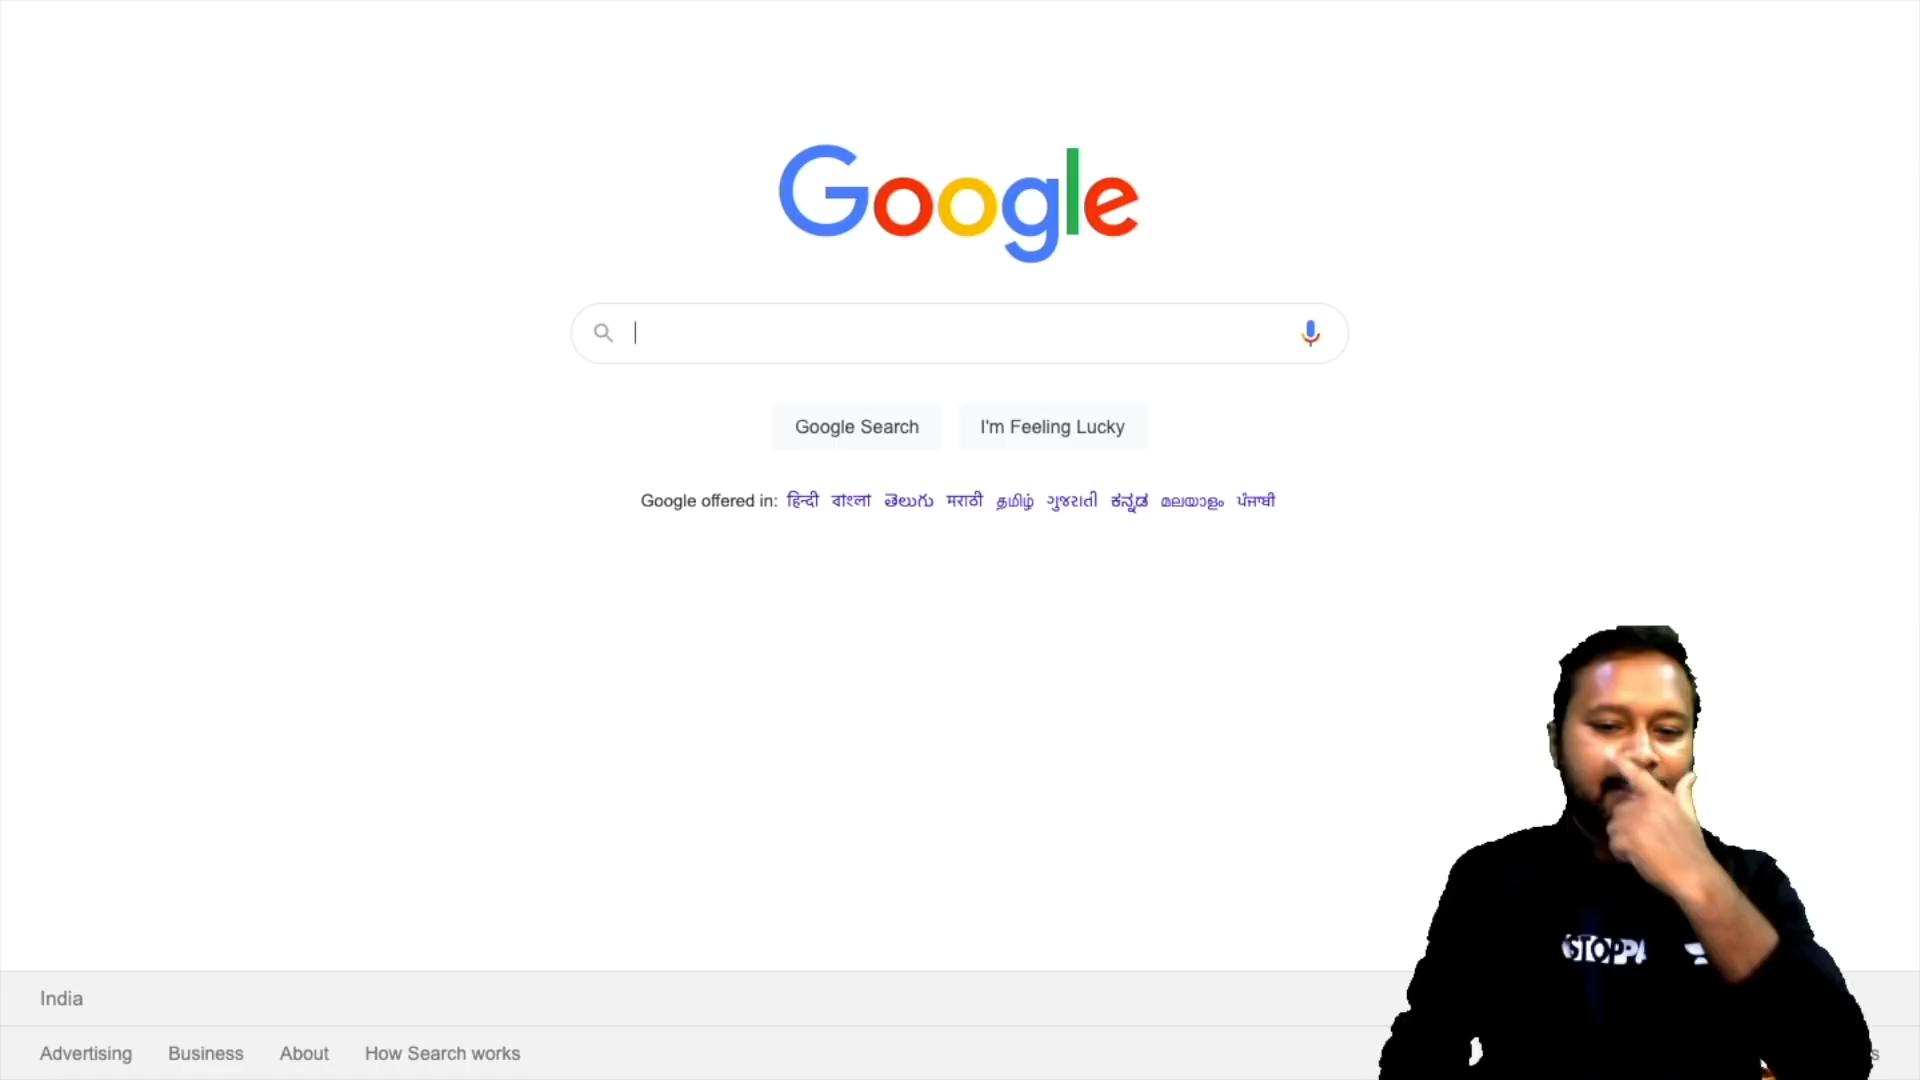 Google
Google Search
I'm Feeling Lucky
Google offered in: हिन्दी বাংলা తెలుగు मराठी தமிழ் ગુજરાતી ಕನ್ನಡ മലയാളം ਪੰਜਾਬੀ
STOPPA
India
Advertising Business About How Search works